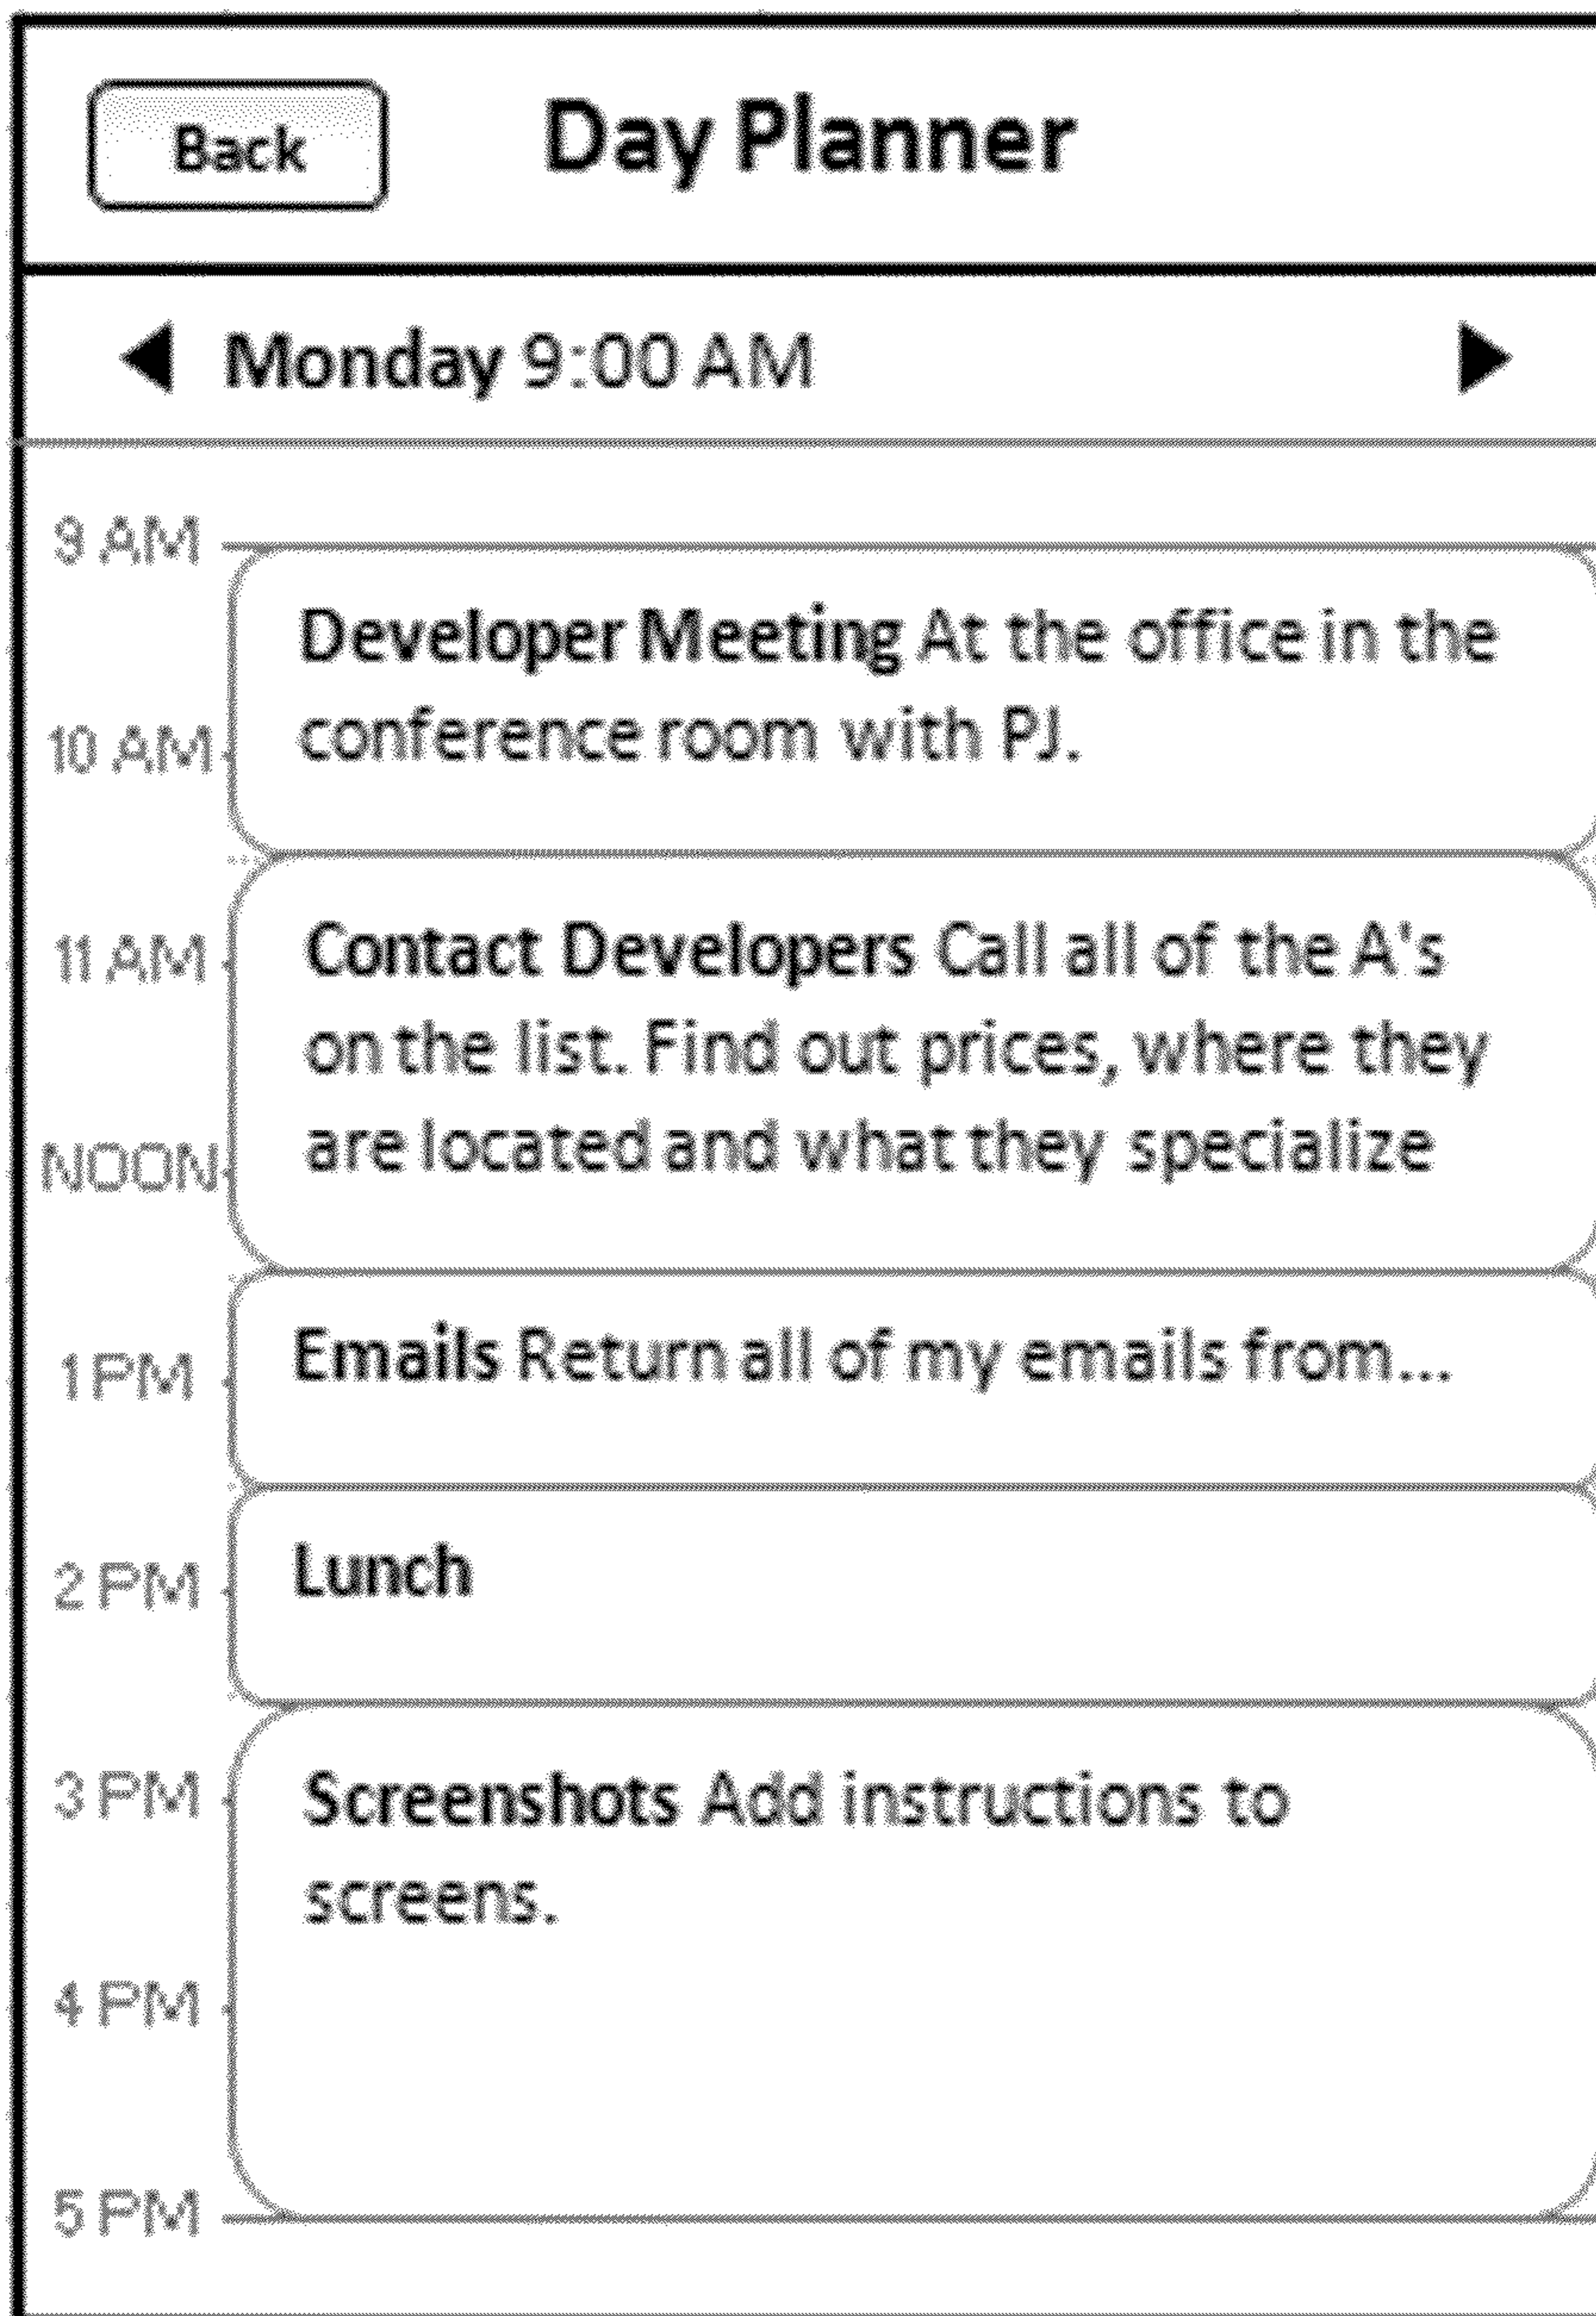 Back
Day Planner
Monday 9:00 AM
9 AM
Developer Meeting At the office in the
conference room with PJ.
10 AM
11 AM
Contact Developers Call all of the A's
on the list. Find out prices, where they
are located and what they specialize
NOON
1 PM
Emails Return all of my emails from...
2 PM
Lunch
3 PM
Screenshots Add instructions to
screens.
4 PM
5 PM